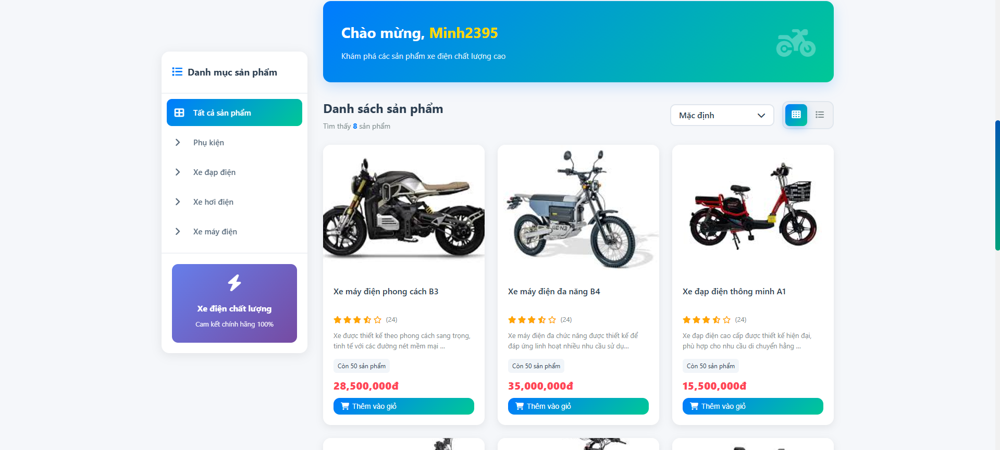 Chào mừng, Minh2395
Khám phá các sản phẩm xe điện chất lượng cao
Danh mục sản phẩm
Tất cả sản phẩm
Phụ kiện
Xe đạp điện
Xe hơi điện
Xe máy điện
Xe điện chất lượng
Cam kết chính hãng 100%
Danh sách sản phẩm
Tìm thấy 8 sản phẩm
Mặc định
GEN3
Xe máy điện phong cách B3
(24)
Xe được thiết kế theo phong cách sang trọng,
tinh tế với các đường nét mềm mại ...
Còn 50 sản phẩm
28,500,000đ
Thêm vào giỏ
Xe máy điện đa năng B4
(24)
Xe máy điện đa chức năng được thiết kế để
đáp ứng linh hoạt nhiều nhu cầu sử dụ...
Còn 50 sản phẩm
35,000,000đ
Thêm vào giỏ
Xe đạp điện thông minh A1
(24)
Xe đạp điện cao cấp được thiết kế hiện đại,
phù hợp cho nhu cầu di chuyển hằng ...
Còn 50 sản phẩm
15,500,000đ
Thêm vào giỏ